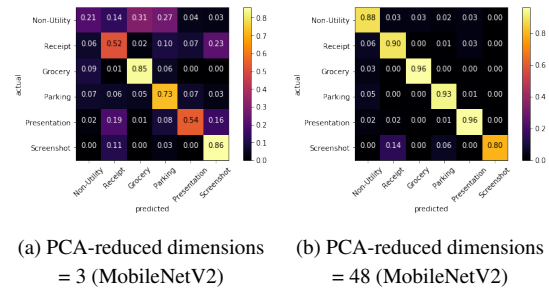 Non-Utility 0.21 0.14 0.31 0.27 0.04 0.03
Receipt 0.06 0.52 0.02 0.10 0.07 0.23
Grocery 0.09 0.01 0.85 0.06 0.00 0.00
Parking 0.07 0.06 0.05 0.73 0.07 0.03
Presentation 0.02 0.19 0.01 0.08 0.54 0.16
Screenshot 0.00 0.11 0.00 0.03 0.00 0.86
actual
Non-Utility Receipt Grocery Parking Presentation Screenshot
predicted
0.8
0.7
0.6
0.5
0.4
0.3
0.2
0.1
0.0
(a) PCA-reduced dimensions
= 3 (MobileNetV2)
Non-Utility 0.88 0.03 0.03 0.02 0.04 0.00
Receipt 0.06 0.90 0.00 0.01 0.03 0.00
Grocery 0.03 0.00 0.96 0.00 0.00 0.00
Parking 0.05 0.00 0.00 0.93 0.01 0.00
Presentation 0.02 0.01 0.00 0.01 0.96 0.00
Screenshot 0.00 0.14 0.00 0.06 0.00 0.80
actual
Non-Utility Receipt Grocery Parking Presentation Screenshot
predicted
0.8
0.6
0.4
0.2
0.0
(b) PCA-reduced dimensions
= 48 (MobileNetV2)